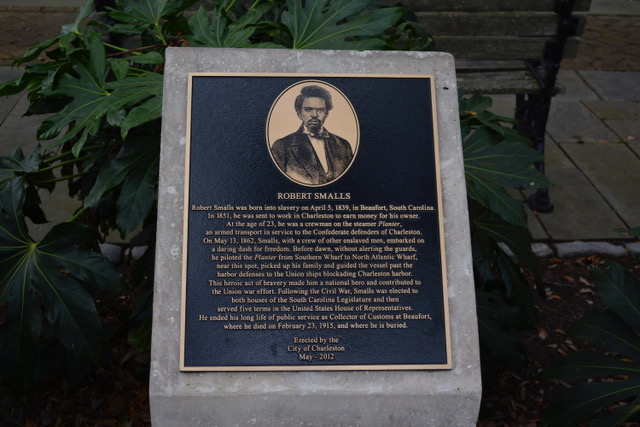 ROBERT SMALLS
Robert Smalls was born into slavery on April 5, 1839, in Beaufort, South Carolina.
In 1851, he was sent to work in Charleston to earn money for his owner.
At the age of 23, he was a crewman on the steamer Planter,
an armed transport in service to the Confederate defenders of Charleston.
On May 13, 1862, Smalls, with a crew of other enslaved men, embarked on
a daring dash for freedom. Before dawn, without alerting the guards,
he piloted the Planter from Southern Wharf to North Atlantic Wharf,
near this spot, picked up his family and guided the vessel past the
harbor defenses to the Union ships blockading Charleston harbor.
This heroic act of bravery made him a national hero and contributed to
the Union war effort. Following the Civil War, Smalls was elected to
both houses of the South Carolina Legislature and then
served five terms in the United States House of Representatives.
He ended his long life of public service as Collector of Customs at Beaufort,
where he died on February 23, 1915, and where he is buried.
Erected by the
City of Charleston
May - 2012